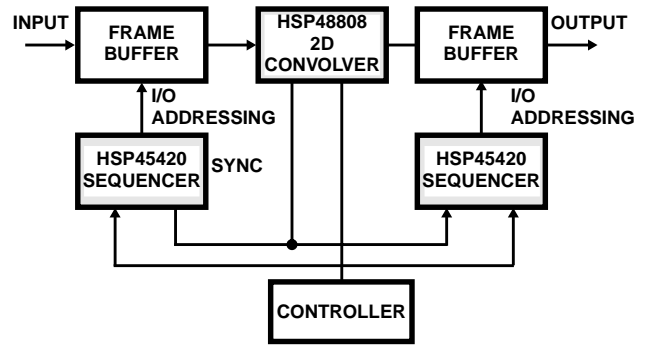 INPUT
FRAME
BUFFER
HSP48808
2D
CONVOLVER
FRAME
BUFFER
OUTPUT
I/O
ADDRESSING
I/O
ADDRESSING
HSP45420
SEQUENCER
SYNC
HSP45420
SEQUENCER
CONTROLLER